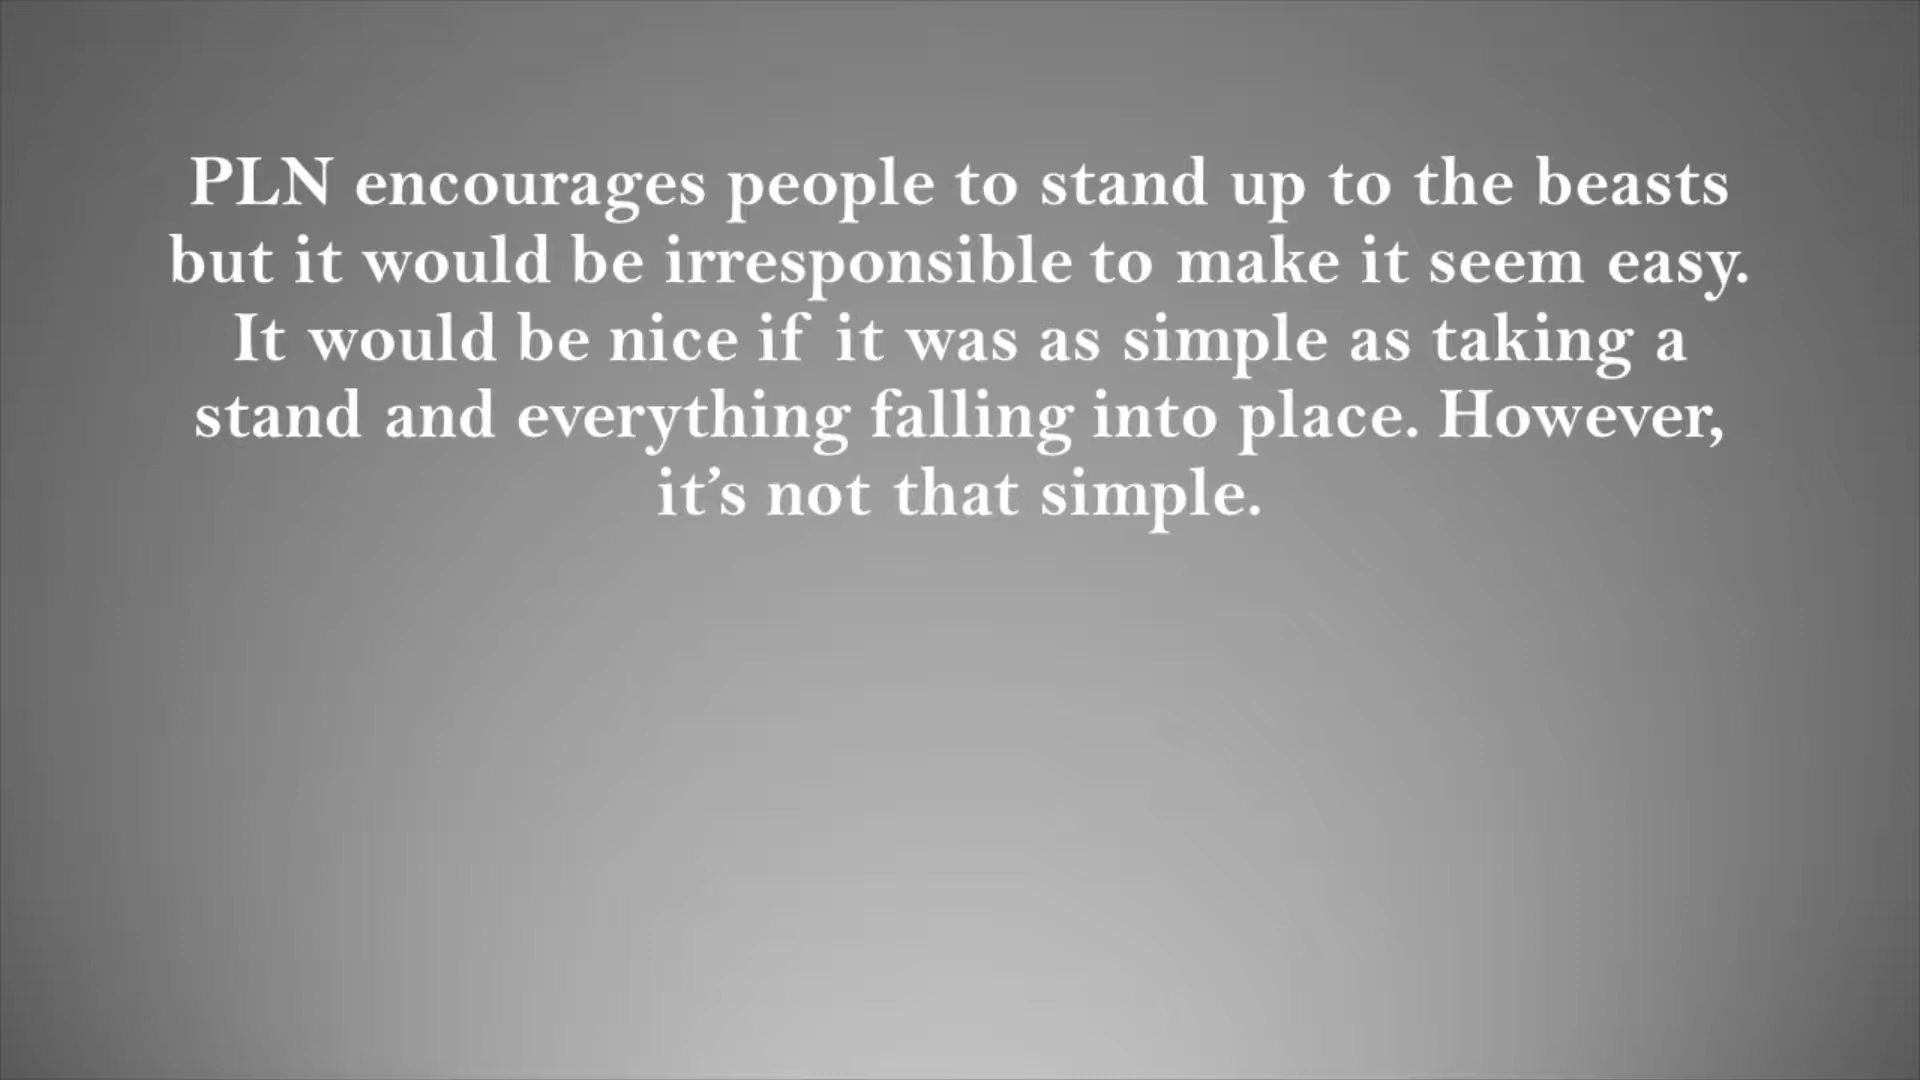 PLN encourages people to stand up to the beasts
but it would be irresponsible to make it seem easy.
It would be nice if it was as simple as taking a
stand and everything falling into place. However,
it’s not that simple.